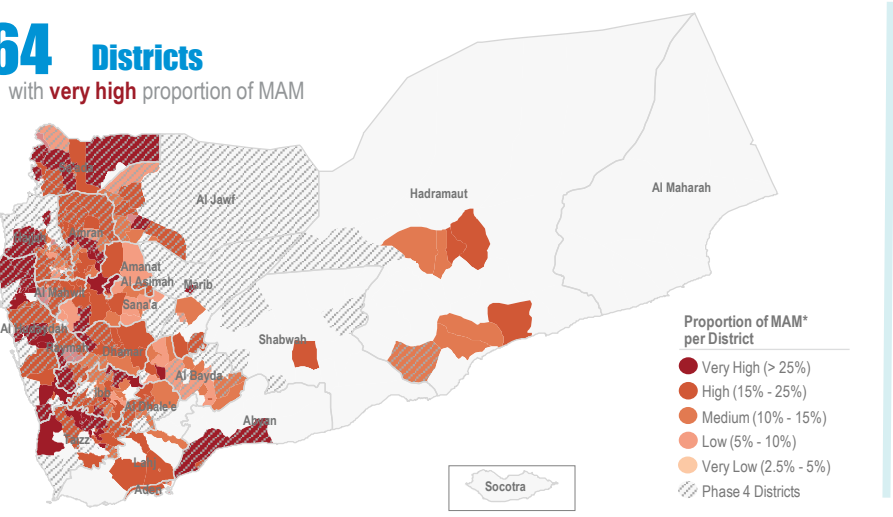 64 Districts
with very high proportion of MAM
Sa'ada
Al Jawf
Hadramaut
Al Maharah
Amran
Amanat
Al Asimah
Marib
Al Mahwit
Sana'a
Al Hudaydah
Shabwah
Dhamar
Al Bayda
Ibb
Al Dhale'e
Abyan
Taizz
Lahj
Aden
Socotra
Proportion of MAM*
per District
Very High (> 25%)
High (15% - 25%)
Medium (10% - 15%)
Low (5% - 10%)
Very Low (2.5% - 5%)
Phase 4 Districts